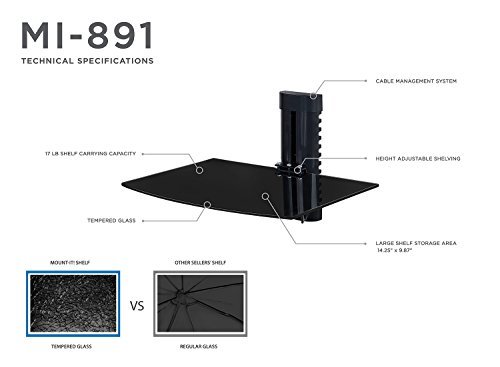 MI-891
TECHNICAL SPECIFICATIONS
CABLE MANAGEMENT SYSTEM
17 LB SHELF CARRYING CAPACITY
HEIGHT ADJUSTABLE SHELVING
TEMPERED GLASS
LARGE SHELF STORAGE AREA
14.25" x 9.87"
MOUNT-IT! SHELF
OTHER SELLERS' SHELF
VS
TEMPERED GLASS
REGULAR GLASS